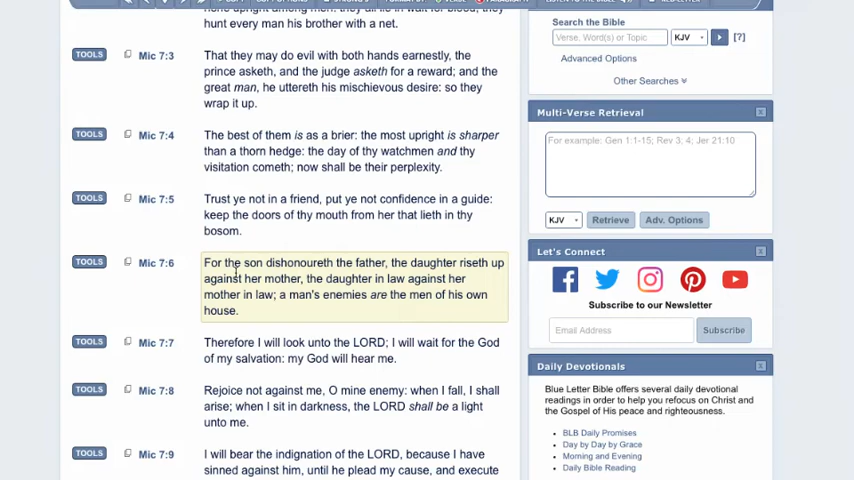 hunt every man his brother with a net.
TOOLS Mic 7:3 That they may do evil with both hands earnestly, the
prince asketh, and the judge asketh for a reward; and the
great man, he uttereth his mischievous desire: so they
wrap it up.
TOOLS Mic 7:4 The best of them is as a brier: the most upright is sharper
than a thorn hedge: the day of thy watchmen and thy
visitation cometh; now shall be their perplexity.
TOOLS Mic 7:5 Trust ye not in a friend, put ye not confidence in a guide:
keep the doors of thy mouth from her that lieth in thy
bosom.
TOOLS Mic 7:6 For the son dishonoureth the father, the daughter riseth up
against her mother, the daughter in law against her
mother in law; a man's enemies are the men of his own
house.
TOOLS Mic 7:7 Therefore I will look unto the LORD; I will wait for the God
of my salvation: my God will hear me.
TOOLS Mic 7:8 Rejoice not against me, O mine enemy: when I fall, I shall
arise; when I sit in darkness, the LORD shall be a light
unto me.
TOOLS Mic 7:9 I will bear the indignation of the LORD, because I have
sinned against him, until he plead my cause, and execute
Search the Bible
Verse, Word(s) or Topic KJV [?]
Advanced Options
Other Searches
Multi-Verse Retrieval
For example: Gen 1:1-15; Rev 3, 4; Jer 21:10
KJV Retrieve Adv. Options
Let's Connect
Subscribe to our Newsletter
Email Address Subscribe
Daily Devotionals
Blue Letter Bible offers several daily devotional
readings in order to help you refocus on Christ and
the Gospel of His peace and righteousness.
BLB Daily Promises
Day by Day by Grace
Morning and Evening
Daily Bible Reading